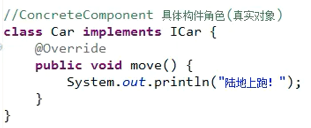 //ConcreteComponent 具体构件角色(真实对象)
class Car implements ICar {
    @Override
    public void move() {
        System.out.println("陆地上跑! ");
    }
}